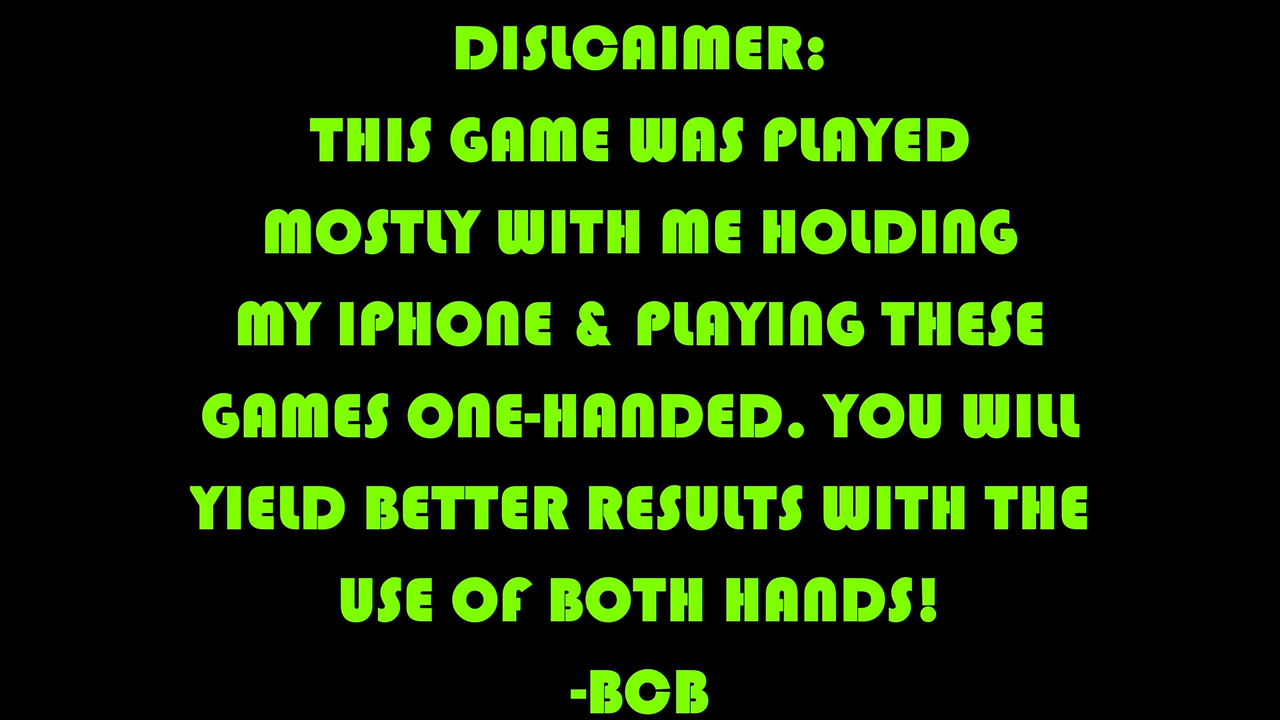 DISLCAIMER:
THIS GAME WAS PLAYED
MOSTLY WITH ME HOLDING
MY IPHONE & PLAYING THESE
GAMES ONE-HANDED. YOU WILL
YIELD BETTER RESULTS WITH THE
USE OF BOTH HANDS!
-BCB